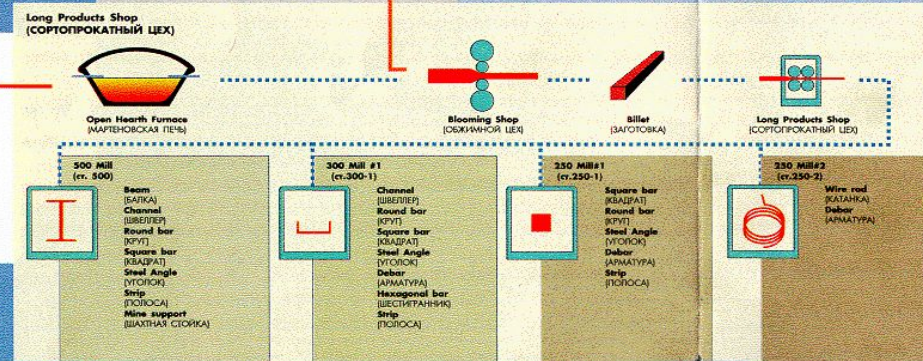 Long Products Shop
(СОРТОПРОКАТНЫЙ ЦЕХ)
Open Hearth Furnace
(МАРТЕНОВСКАЯ ПЕЧЬ)
Blooming Shop
(ОБЖИМНОЙ ЦЕХ)
Billet
(ЗАГОТОВКА)
Long Products Shop
(СОРТОПРОКАТНЫЙ ЦЕХ)
500 Mill
(ст. 500)
Beam
(БАЛКА)
Channel
(ШВЕЛЛЕР)
Round bar
(КРУГ)
Square bar
(КВАДРАТ)
Steel Angle
(УГОЛОК)
Strip
(ПОЛОСА)
Mine support
(ШАХТНАЯ СТОЙКА)
300 Mill #1
(ст.300-1)
Channel
(ШВЕЛЛЕР)
Round bar
(КРУГ)
Square bar
(КВАДРАТ)
Steel Angle
(УГОЛОК)
Debar
(АРМАТУРА)
Hexagonal bar
(ШЕСТИГРАННИК)
Strip
(ПОЛОСА)
250 Mill#1
(ст.250-1)
Square bar
(КВАДРАТ)
Round bar
(КРУГ)
Steel Angle
(УГОЛОК)
Debar
(АРМАТУРА)
Strip
(ПОЛОСА)
250 Mill#2
(ст.250-2)
Wire rod
(КАТАНКА)
Debar
(АРМАТУРА)